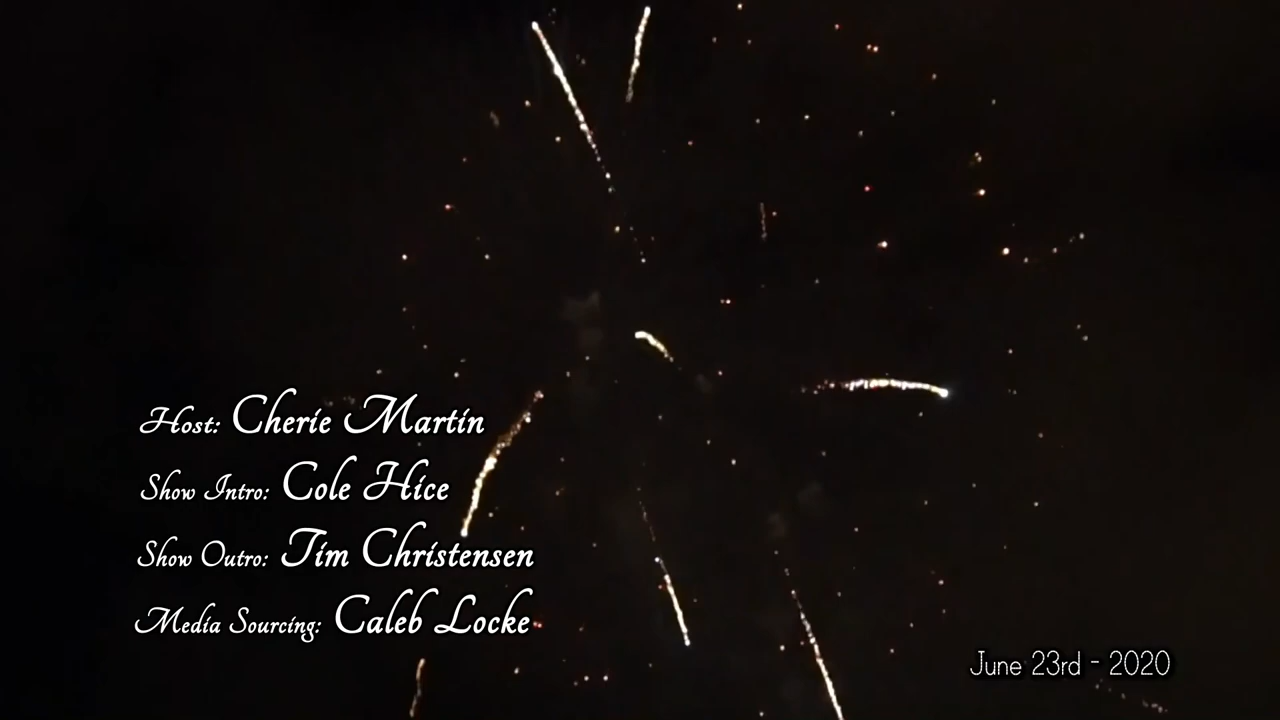 Host: Cherie Martin
Show Intro: Cole Hice
Show Outro: Tim Christensen
Media Sourcing: Caleb Locke
June 23rd - 2020